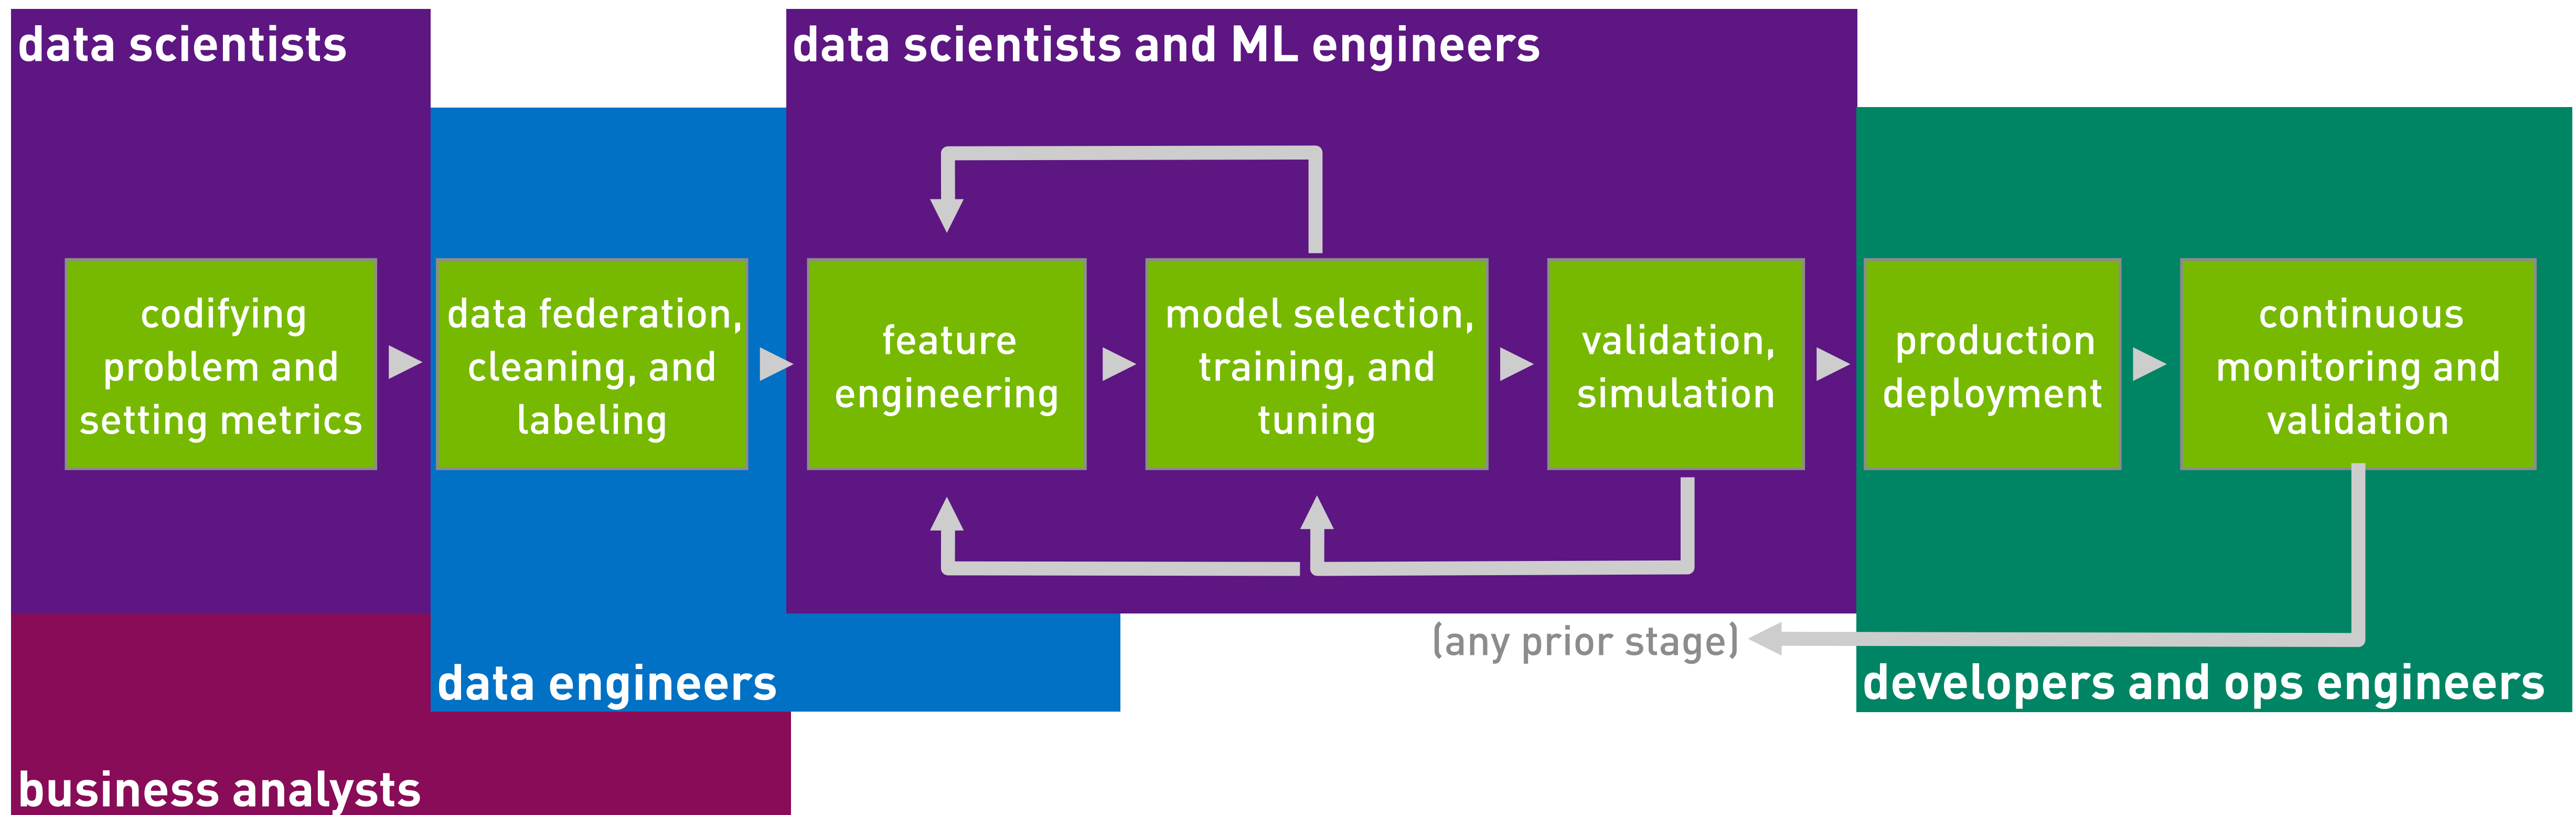 data scientists
data scientists and ML engineers
codifying
problem and
setting metrics
data federation,
cleaning, and
labeling
feature
engineering
model selection,
training, and
tuning
validation,
simulation
production
deployment
continuous
monitoring and
validation
(any prior stage)
data engineers
developers and ops engineers
business analysts